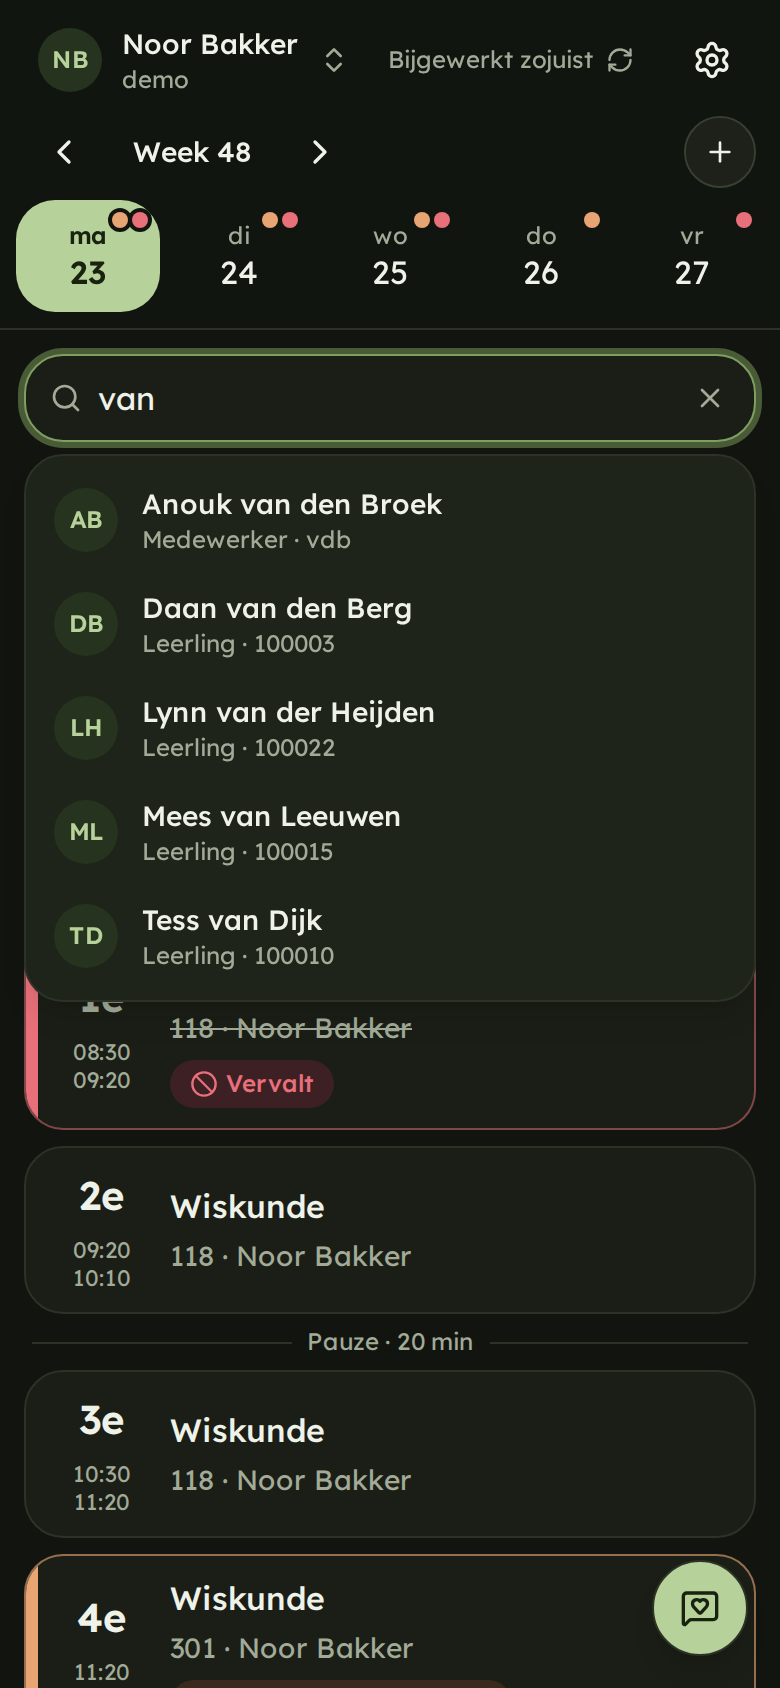 NB
Noor Bakker
demo
Bijgewerkt zojuist
Week 48
ma
23
di
24
wo
25
do
26
vr
27
van
AB
Anouk van den Broek
Medewerker · vdb
DB
Daan van den Berg
Leerling · 100003
LH
Lynn van der Heijden
Leerling · 100022
ML
Mees van Leeuwen
Leerling · 100015
TD
Tess van Dijk
Leerling · 100010
1e
118 · Noor Bakker
08:30
09:20
Vervalt
2e
Wiskunde
118 · Noor Bakker
09:20
10:10
Pauze · 20 min
3e
Wiskunde
118 · Noor Bakker
10:30
11:20
4e
Wiskunde
301 · Noor Bakker
11:20